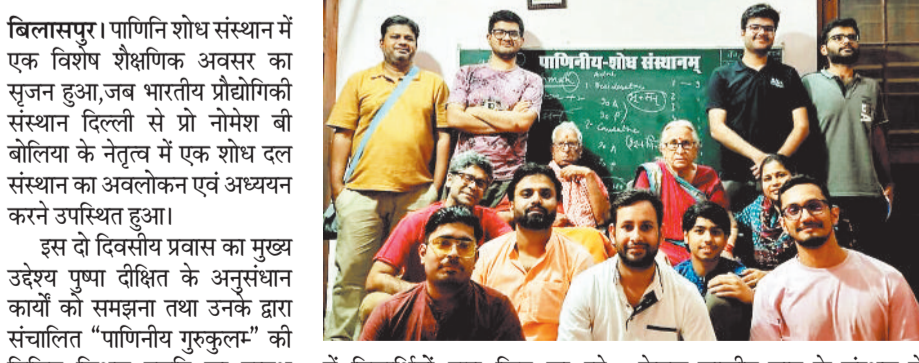 बिलासपुर। पाणिनि शोध संस्थान में
एक विशेष शैक्षणिक अवसर का
सृजन हुआ,जब भारतीय प्रौद्योगिकी
संस्थान दिल्ली से प्रो नोमेश बी
बोलिया के नेतृत्व में एक शोध दल
संस्थान का अवलोकन एवं अध्ययन
करने उपस्थित हुआ।
इस दो दिवसीय प्रवास का मुख्य
उद्देश्य पुष्पा दीक्षित के अनुसंधान
कार्यों को समझना तथा उनके द्वारा
संचालित “पाणिनीय गुरुकुलम” की
पाणिनीय-शोध संस्थानम्